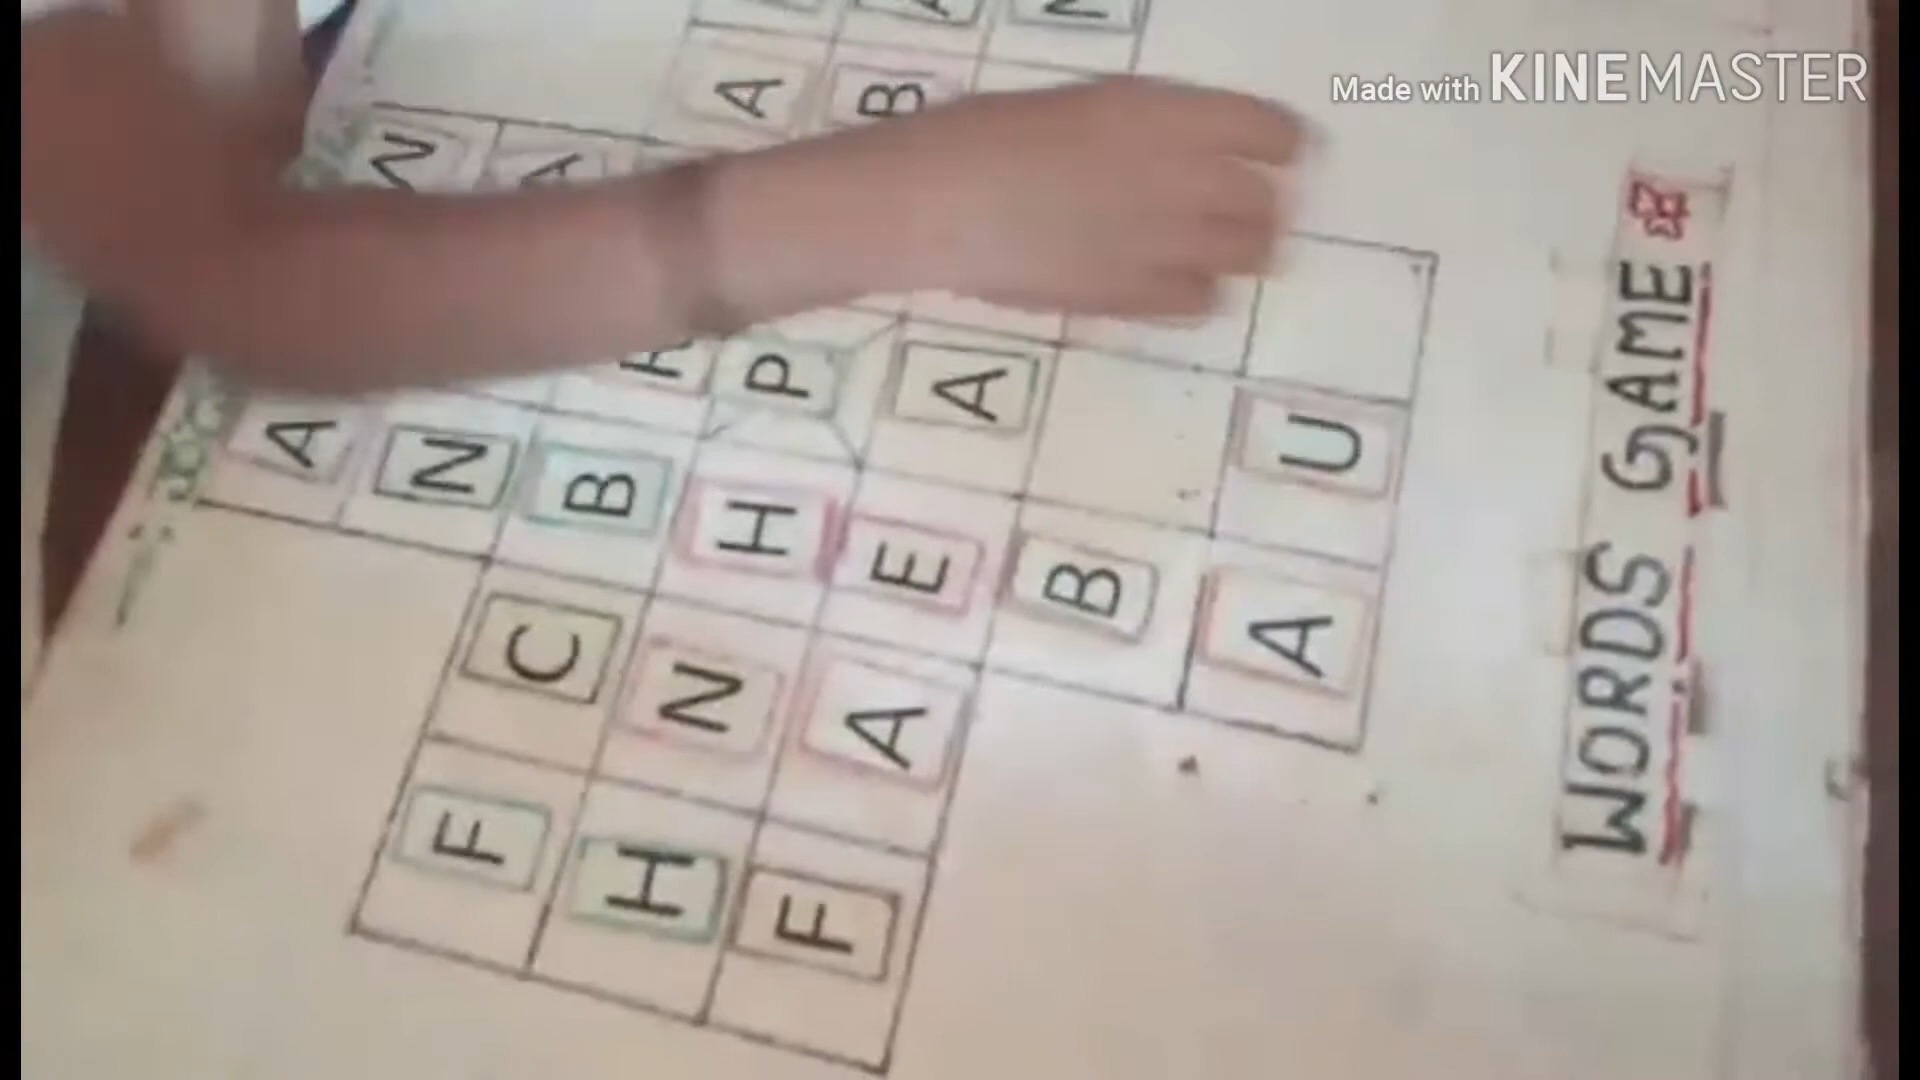 Made with KINEMASTER
A N
N A
F C B R A
H N H P B A
F A E A N
B
A U
WORDS GAME